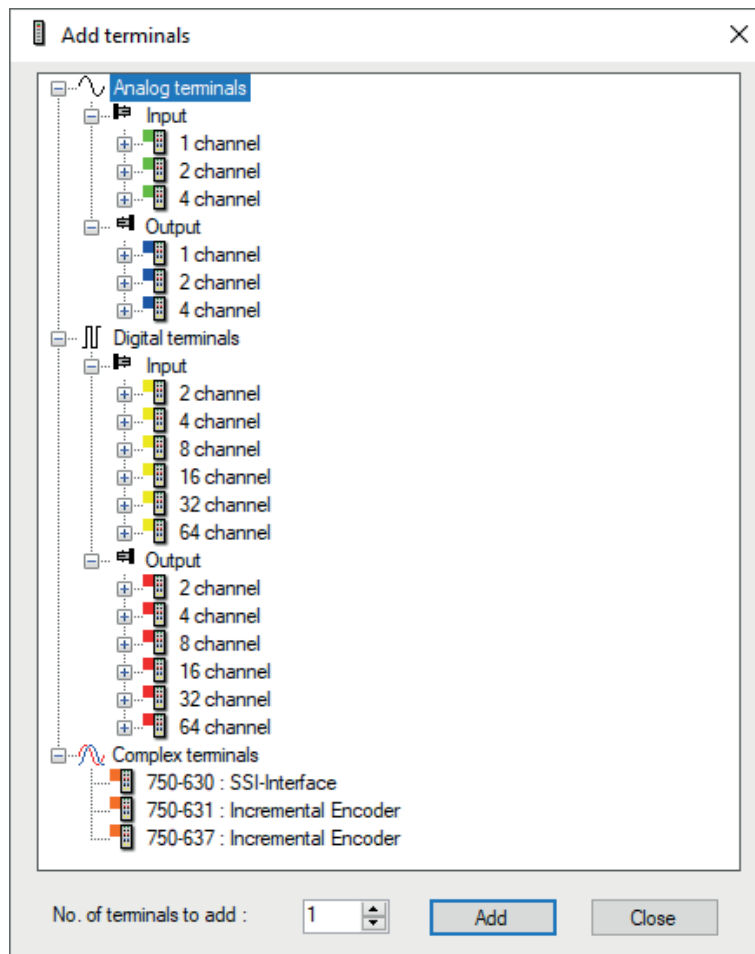 Add terminals
Analog terminals
Input
1 channel
2 channel
4 channel
Output
1 channel
2 channel
4 channel
Digital terminals
Input
2 channel
4 channel
8 channel
16 channel
32 channel
64 channel
Output
2 channel
4 channel
8 channel
16 channel
32 channel
64 channel
Complex terminals
750-630 : SSI-Interface
750-631 : Incremental Encoder
750-637 : Incremental Encoder
No. of terminals to add : 1 Add Close